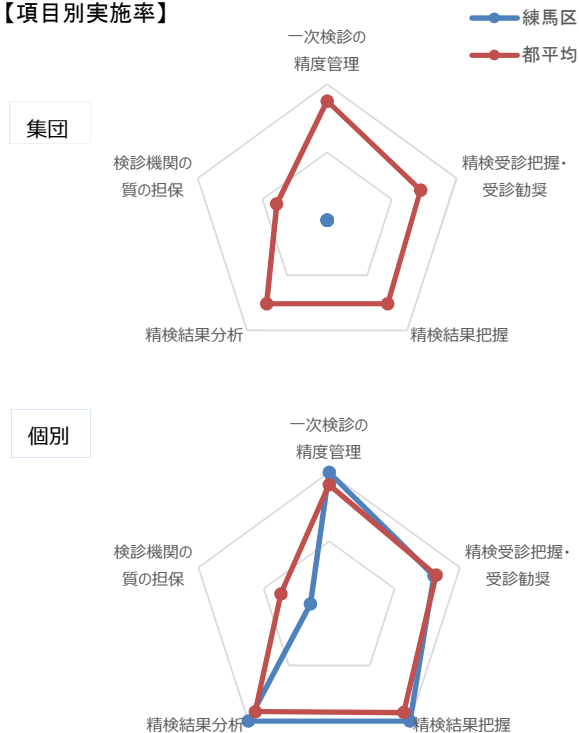 【項目別実施率】
練馬区
都平均
集団
一次検診の
精度管理
精検受診把握・
受診勧奨
精検結果把握
精検結果分析
検診機関の
質の担保
個別
一次検診の
精度管理
精検受診把握・
受診勧奨
精検結果把握
精検結果分析
検診機関の
質の担保